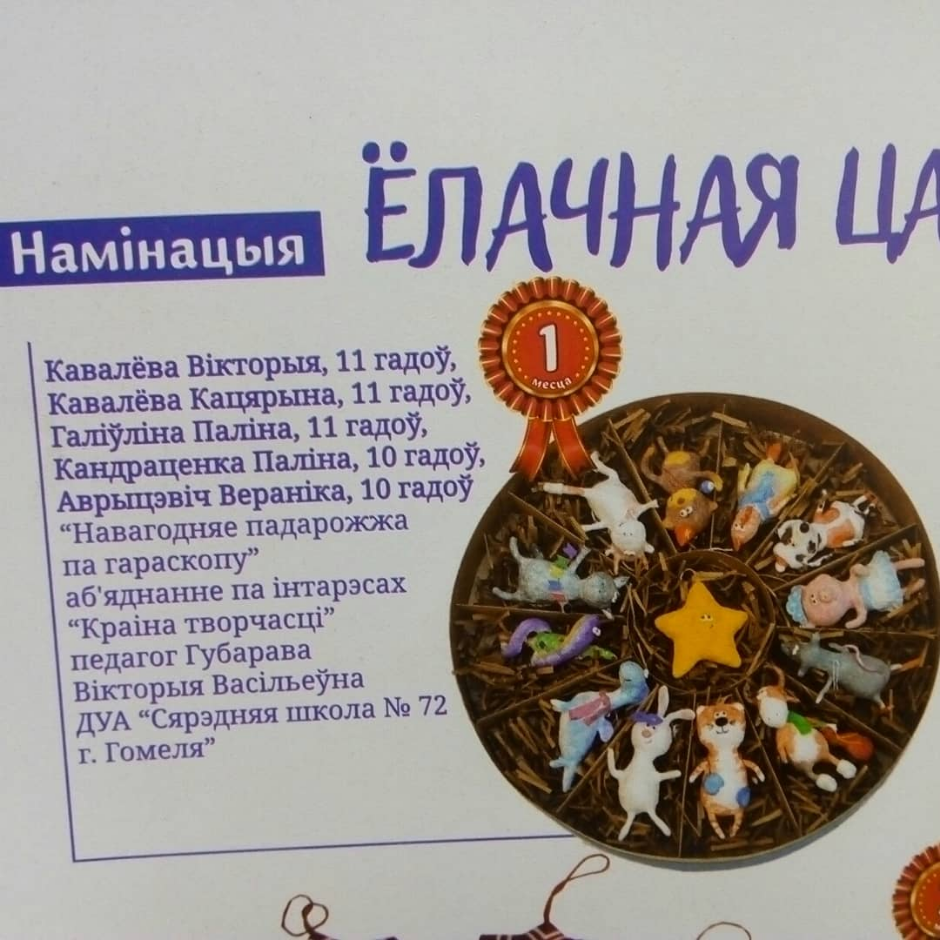 ЁЛАЧНАЯ ЦА
Намінацыя
1
месца
Кавалёва Вікторыя, 11 гадоў,
Кавалёва Кацярына, 11 гадоў,
Галіўліна Паліна, 11 гадоў,
Кандраценка Паліна, 10 гадоў,
Аврыцэвіч Вераніка, 10 гадоў
“Навагодняе падарожжа
па гараскопу”
аб'яднанне па інтарэсах
“Краіна творчасці”
педагог Губарава
Вікторыя Васільеўна
ДУА “Сярэдняя школа № 72
г. Гомеля”